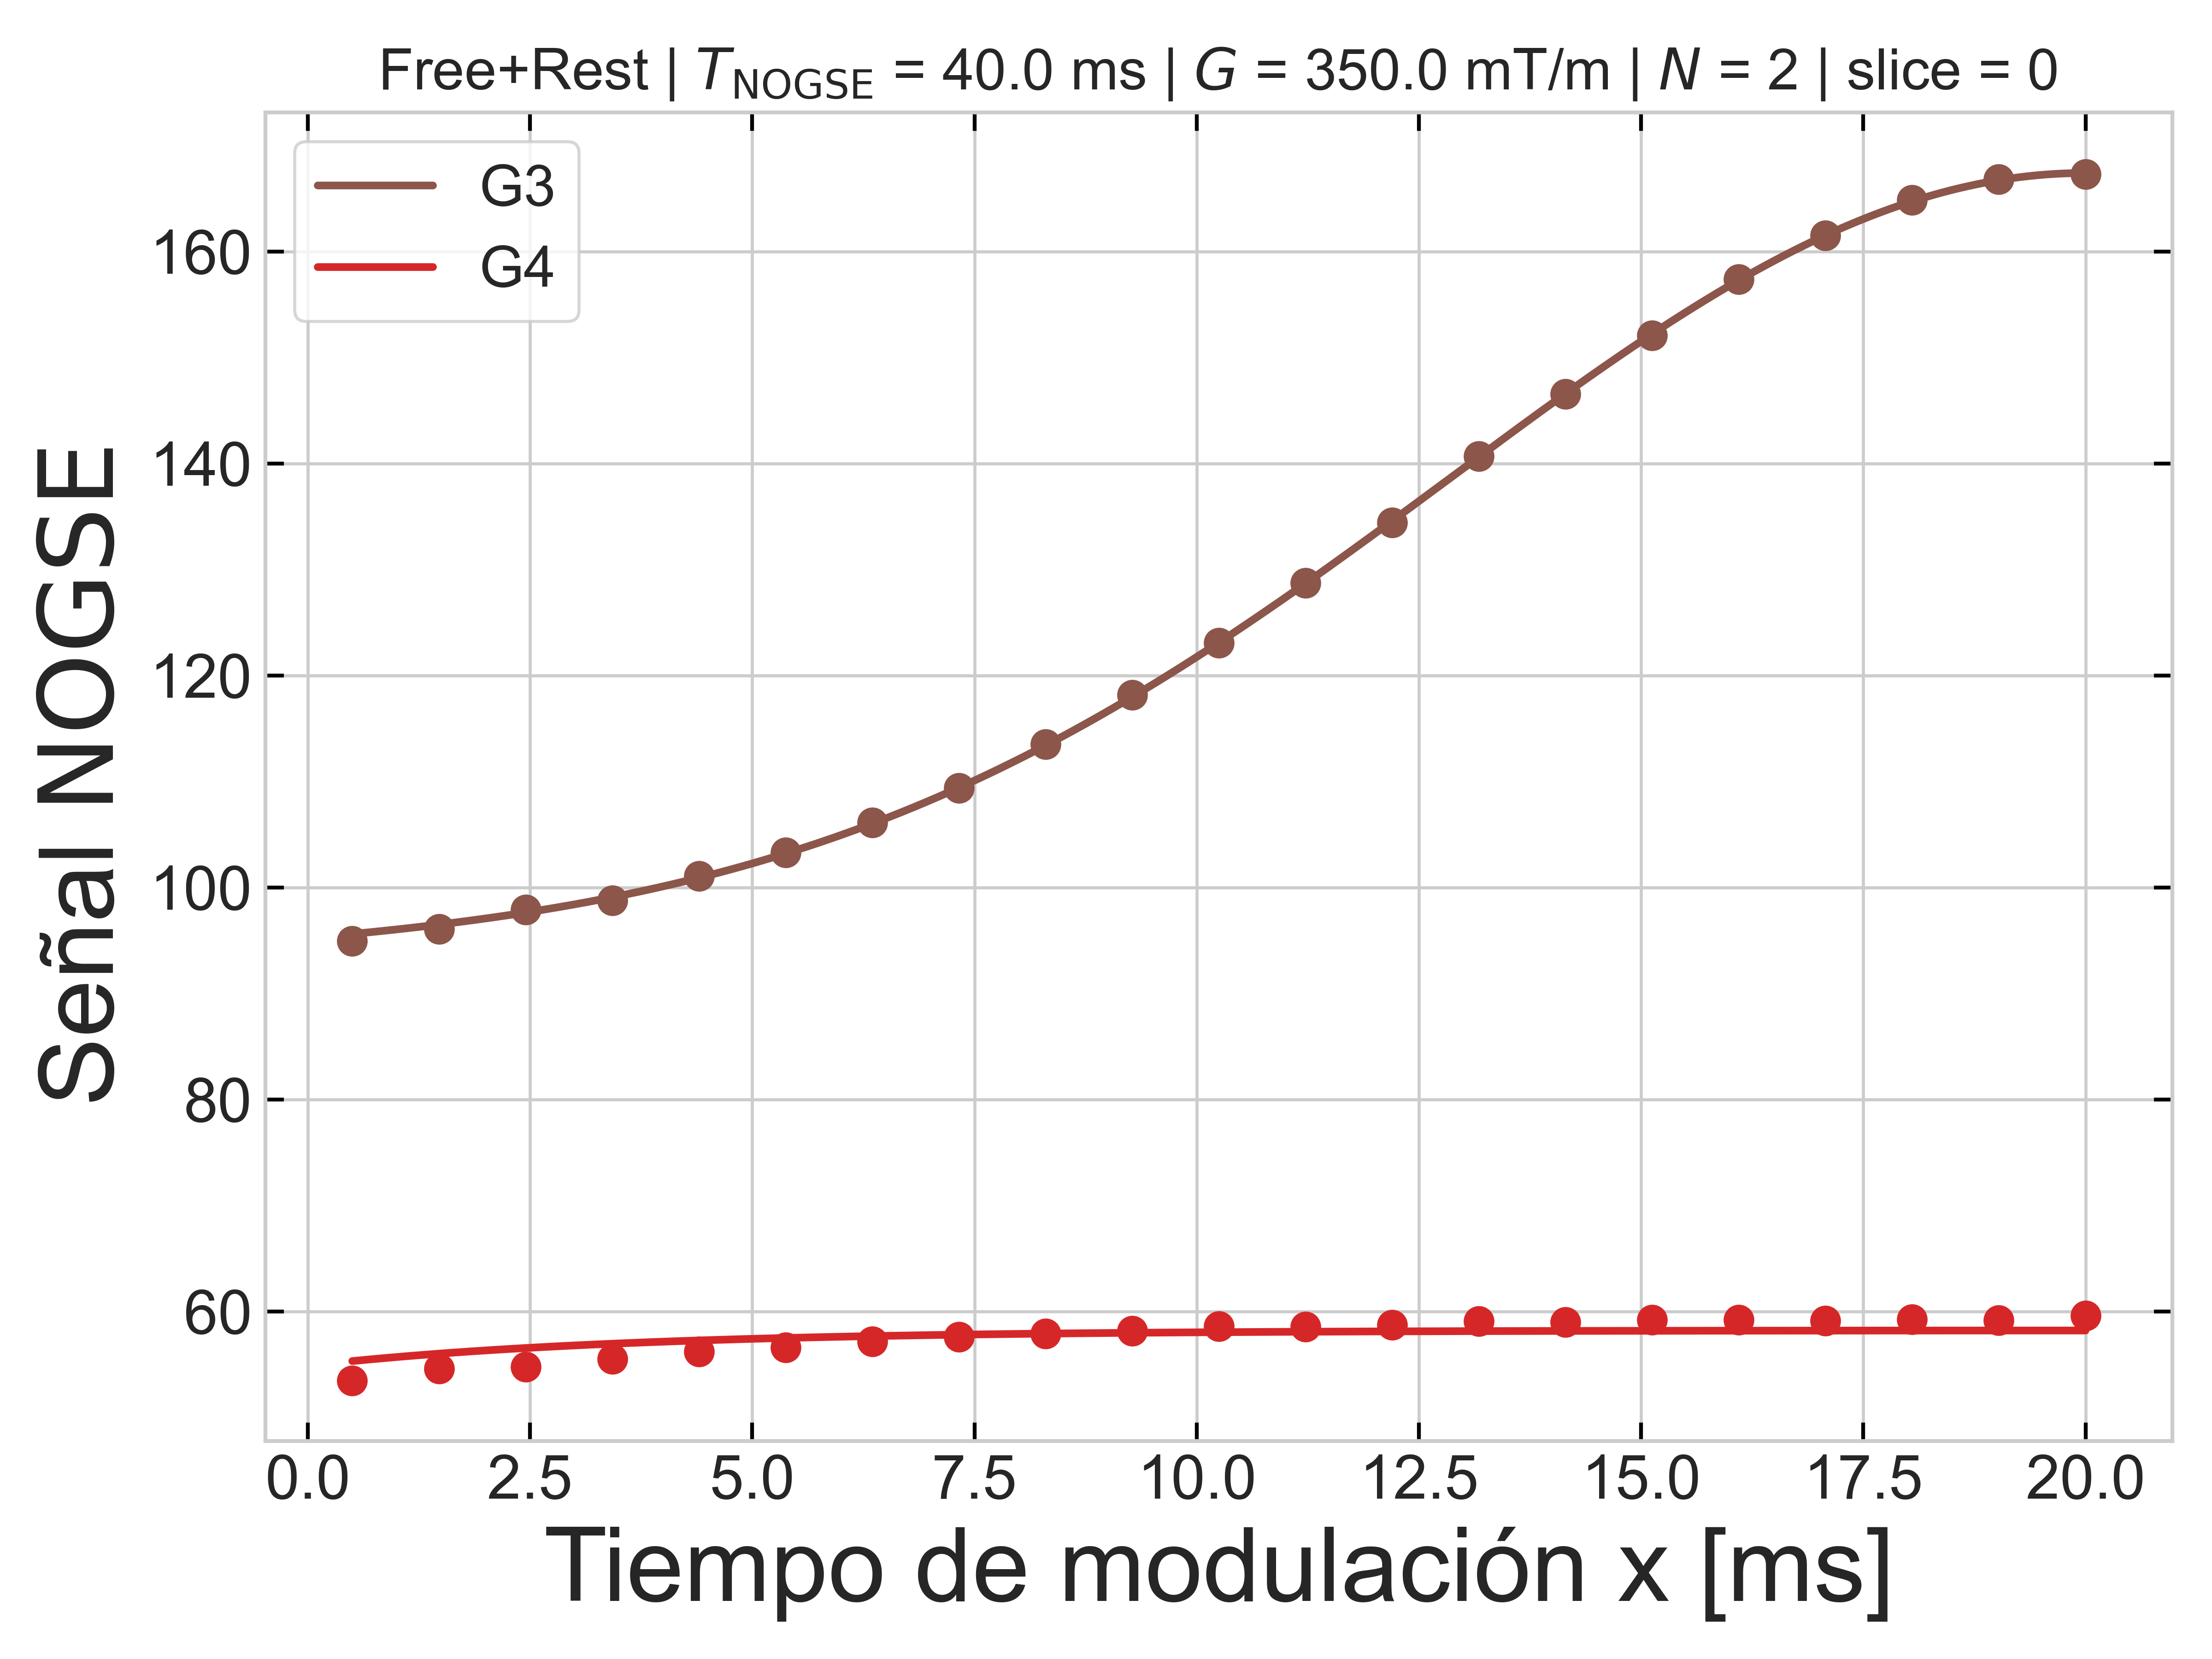 Free+Rest | T_NOGSE = 40.0 ms | G = 350.0 mT/m | N = 2 | slice = 0
G3
G4
Señal NOGSE
160
140
120
100
80
60
0.0 2.5 5.0 7.5 10.0 12.5 15.0 17.5 20.0
Tiempo de modulación x [ms]